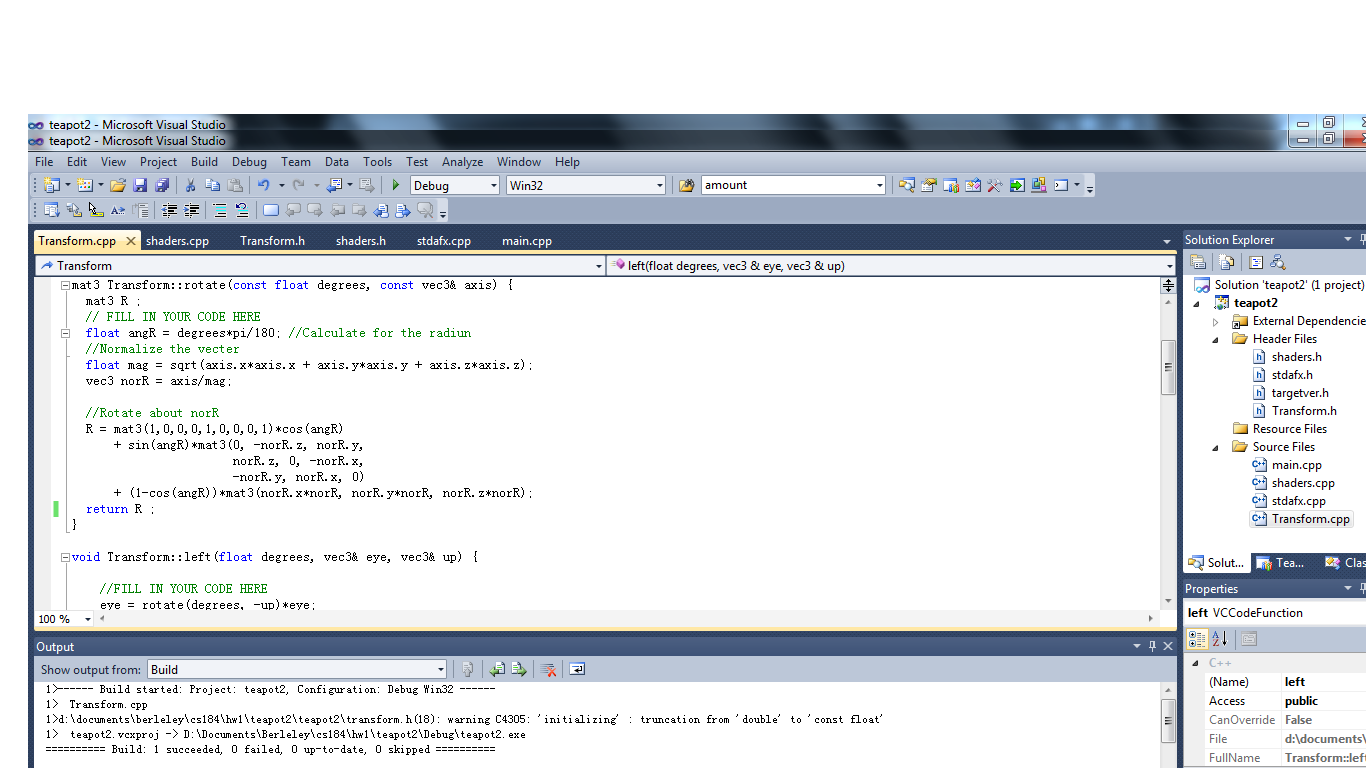 teapot2 - Microsoft Visual Studio
teapot2 - Microsoft Visual Studio
File Edit View Project Build Debug Team Data Tools Test Analyze Window Help
Debug Win32 amount
Transform.cpp shaders.cpp Transform.h shaders.h stdafx.cpp main.cpp
Transform left(float degrees, vec3 & eye, vec3 & up)
mat3 Transform::rotate(const float degrees, const vec3& axis) {
mat3 R ;
// FILL IN YOUR CODE HERE
float angR = degrees*pi/180; //Calculate for the radiun
//Normalize the vecter
float mag = sqrt(axis.x*axis.x + axis.y*axis.y + axis.z*axis.z);
vec3 norR = axis/mag;
//Rotate about norR
R = mat3(1,0,0,0,1,0,0,0,1)*cos(angR)
+ sin(angR)*mat3(0, -norR.z, norR.y,
norR.z, 0, -norR.x,
-norR.y, norR.x, 0)
+ (1-cos(angR))*mat3(norR.x*norR, norR.y*norR, norR.z*norR);
return R ;
}
void Transform::left(float degrees, vec3& eye, vec3& up) {
//FILL IN YOUR CODE HERE
eye = rotate(degrees, -up)*eye;
100 %
Output
Show output from: Build
1>------ Build started: Project: teapot2, Configuration: Debug Win32 ------
1> Transform.cpp
1>d:\documents\berleley\cs184\hw1\teapot2\teapot2\transform.h(18): warning C4305: 'initializing' : truncation from 'double' to 'const float'
1> teapot2.vcxproj -> D:\Documents\Berleley\cs184\hw1\teapot2\Debug\teapot2.exe
========== Build: 1 succeeded, 0 failed, 0 up-to-date, 0 skipped ==========
Solution Explorer
Solution 'teapot2' (1 project)
teapot2
External Dependencie
Header Files
shaders.h
stdafx.h
targetver.h
Transform.h
Resource Files
Source Files
main.cpp
shaders.cpp
stdafx.cpp
Transform.cpp
Solut... Tea... Clas
Properties
left VCCodeFunction
C++
(Name) left
Access public
CanOverride False
File d:\documents\
FullName Transform::left